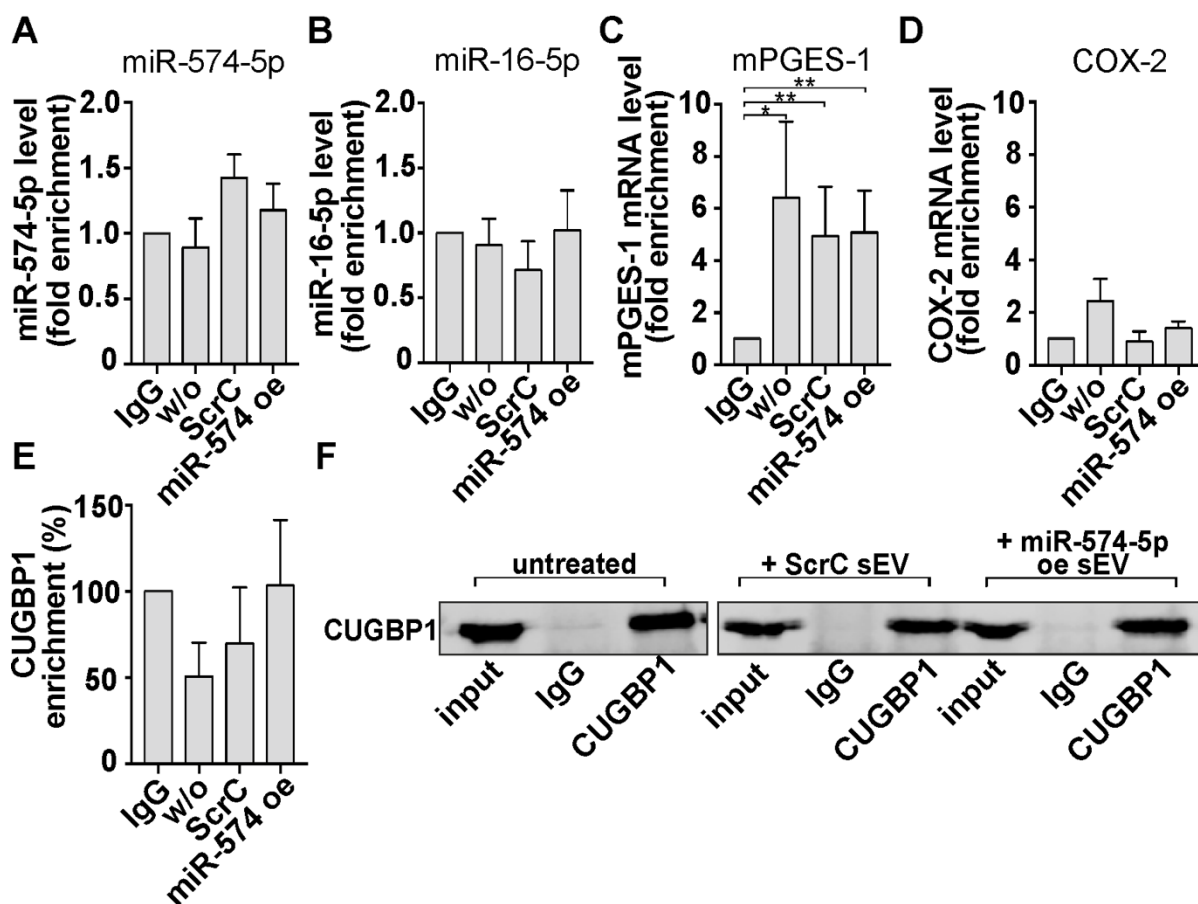 A
miR-574-5p
miR-574-5p level
(fold enrichment)
2.0
1.5
1.0
0.5
0
IgG
w/o
ScrC
miR-574 oe
B
miR-16-5p
miR-16-5p level
(fold enrichment)
2.0
1.5
1.0
0.5
0
IgG
w/o
ScrC
miR-574 oe
C
mPGES-1
mPGES-1 mRNA level
(fold enrichment)
10
8
6
4
2
0
**
**
*
IgG
w/o
ScrC
miR-574 oe
D
COX-2
COX-2 mRNA level
(fold enrichment)
10
8
6
4
2
0
IgG
w/o
ScrC
miR-574 oe
E
CUGBP1
enrichment (%)
150
100
50
0
IgG
w/o
ScrC
miR-574 oe
F
untreated
+ ScrC sEV
+ miR-574-5p
oe sEV
CUGBP1
input
IgG
CUGBP1
input
IgG
CUGBP1
input
IgG
CUGBP1